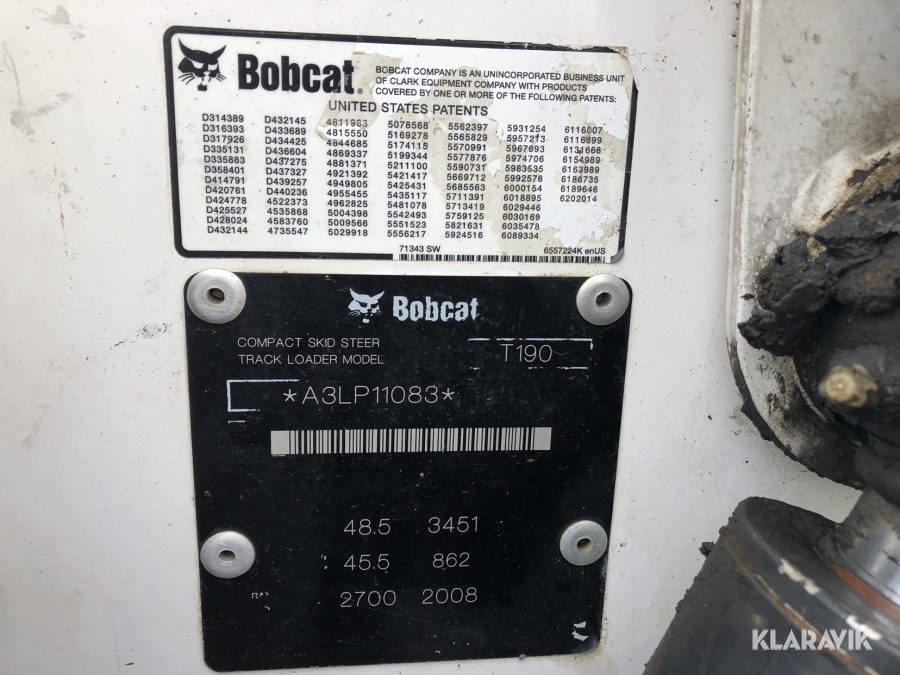 Bobcat®
BOBCAT COMPANY IS AN UNINCORPORATED BUSINESS UNIT
OF CLARK EQUIPMENT COMPANY WITH PRODUCTS
COVERED BY ONE OR MORE OF THE FOLLOWING PATENTS:
UNITED STATES PATENTS
D314389 D432145 4811983 5078568 5562397 5931254 6116007
D316393 D433689 4815550 5169278 5565829 5957213 6116899
D317926 D434425 4844685 5174115 5570991 5967693 6131668
D335131 D436604 4869337 5199344 5577876 5974706 6154989
D335883 D437275 4881371 5211100 5590731 5983535 6163989
D358401 D437327 4921392 5421417 5669712 5992576 6186735
D414791 D439257 4949805 5425431 5685563 6000154 6189646
D420761 D440236 4955455 5435117 5711391 6018895 6202014
D424778 4522373 4962825 5481078 5713419 6029446
D425527 4535868 5004398 5542493 5759125 6030169
D428024 4583760 5009566 5551523 5821631 6035478
D432144 4735547 5029918 5556217 5924516 6089334
71343 SW 6557224K enUS
Bobcat
COMPACT SKID STEER
TRACK LOADER MODEL T190
*A3LP11083*
48.5 3451
45.5 862
2700 2008
KLARAVIK